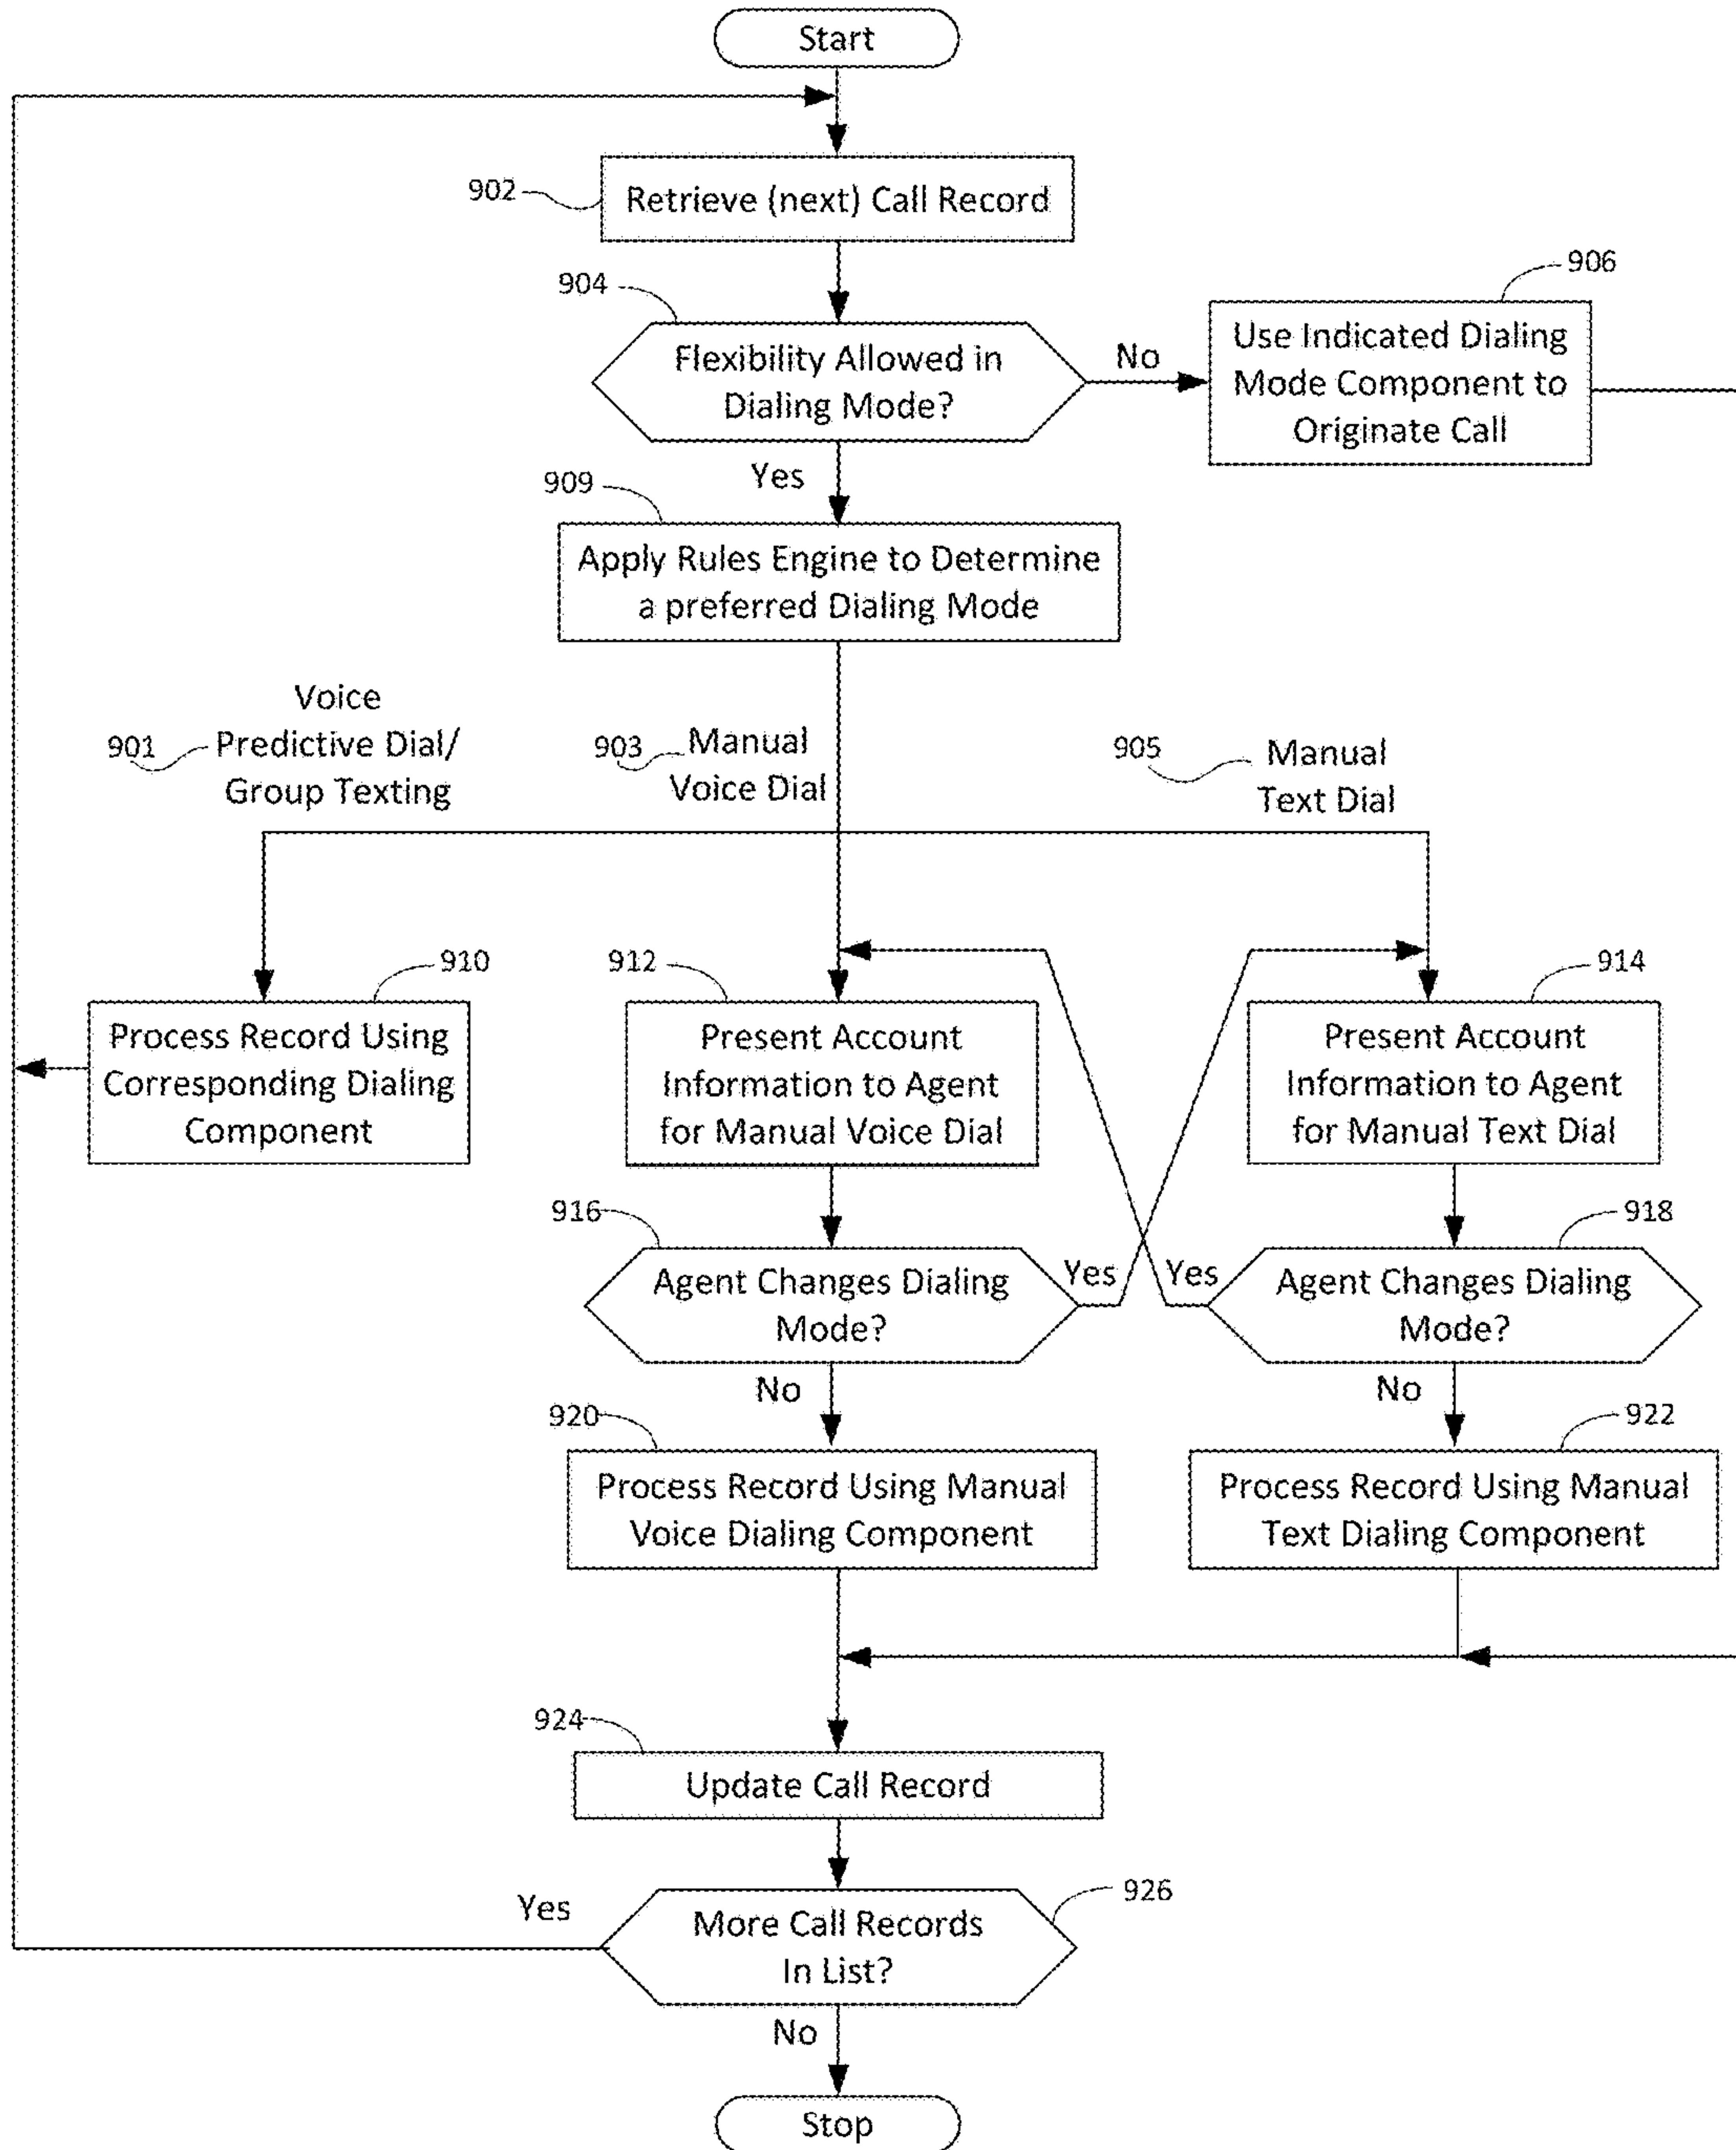 Start
902
Retrieve (next) Call Record
904
906
Flexibility Allowed in
Dialing Mode?
No
Use Indicated Dialing
Mode Component to
Originate Call
Yes
909
Apply Rules Engine to Determine
a preferred Dialing Mode
901
Voice
Predictive Dial/
Group Texting
903
Manual
Voice Dial
905
Manual
Text Dial
910
912
914
Process Record Using
Corresponding Dialing
Component
Present Account
Information to Agent
for Manual Voice Dial
Present Account
Information to Agent
for Manual Text Dial
916
918
Agent Changes Dialing
Mode?
Yes
Yes
Agent Changes Dialing
Mode?
No
No
920
922
Process Record Using Manual
Voice Dialing Component
Process Record Using Manual
Text Dialing Component
924
Update Call Record
926
Yes
More Call Records
In List?
No
Stop